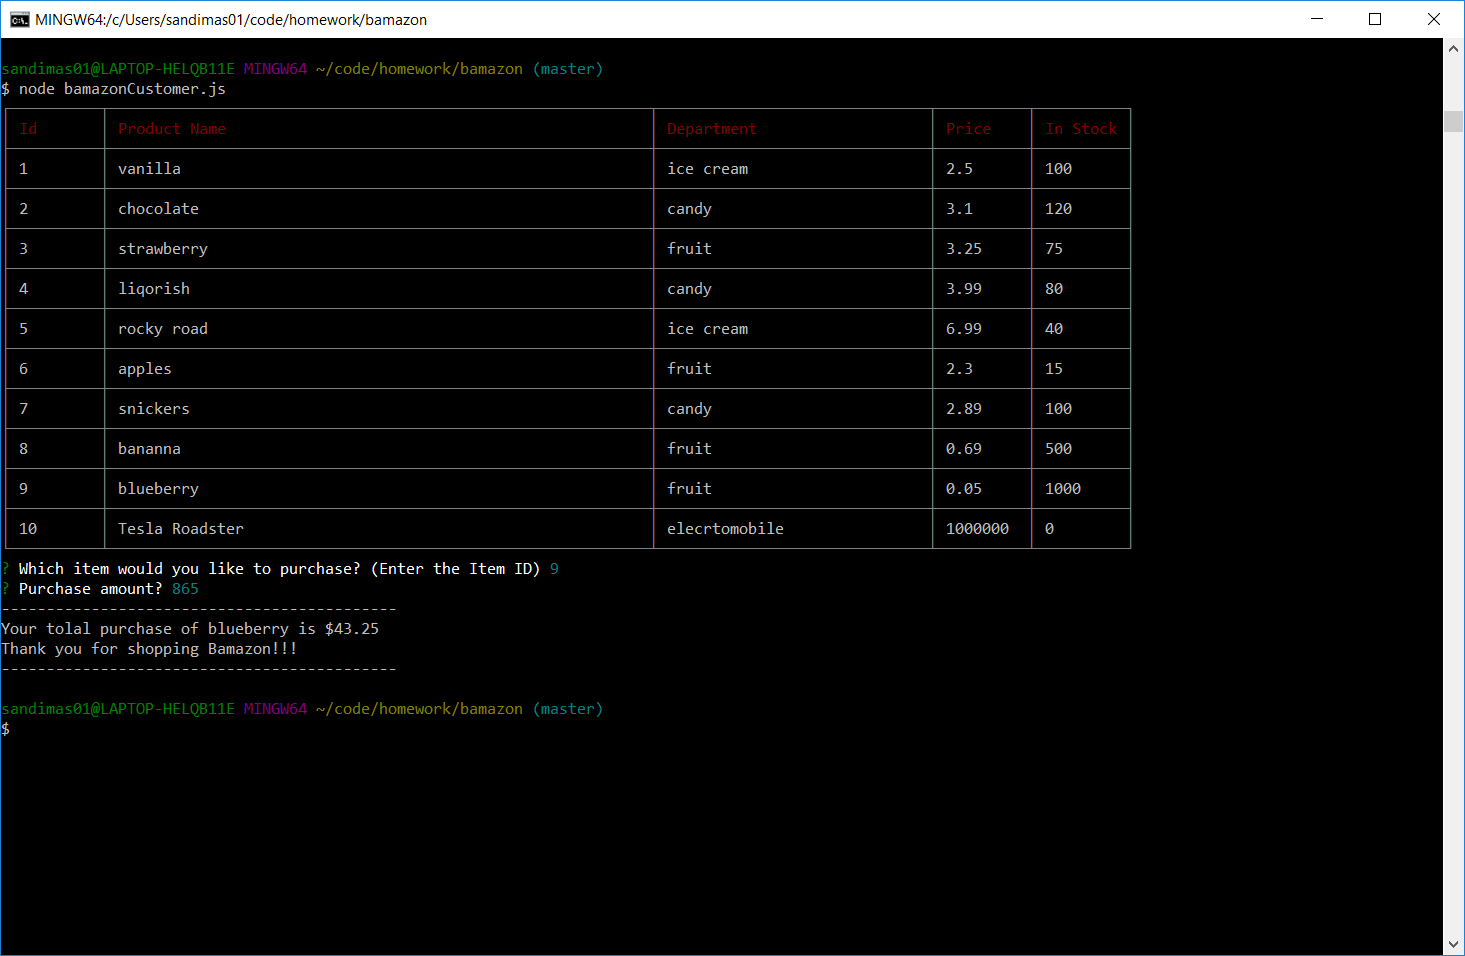 MINGW64:/c/Users/sandimas01/code/homework/bamazon
sandimas01@LAPTOP-HELQB11E MINGW64 ~/code/homework/bamazon (master)
$ node bamazonCustomer.js
Id Product Name Department Price In Stock
1 vanilla ice cream 2.5 100
2 chocolate candy 3.1 120
3 strawberry fruit 3.25 75
4 liqorish candy 3.99 80
5 rocky road ice cream 6.99 40
6 apples fruit 2.3 15
7 snickers candy 2.89 100
8 bananna fruit 0.69 500
9 blueberry fruit 0.05 1000
10 Tesla Roadster elecrtomobile 1000000 0
? Which item would you like to purchase? (Enter the Item ID) 9
? Purchase amount? 865
--------------------------------------------
Your tolal purchase of blueberry is $43.25
Thank you for shopping Bamazon!!!
--------------------------------------------
sandimas01@LAPTOP-HELQB11E MINGW64 ~/code/homework/bamazon (master)
$